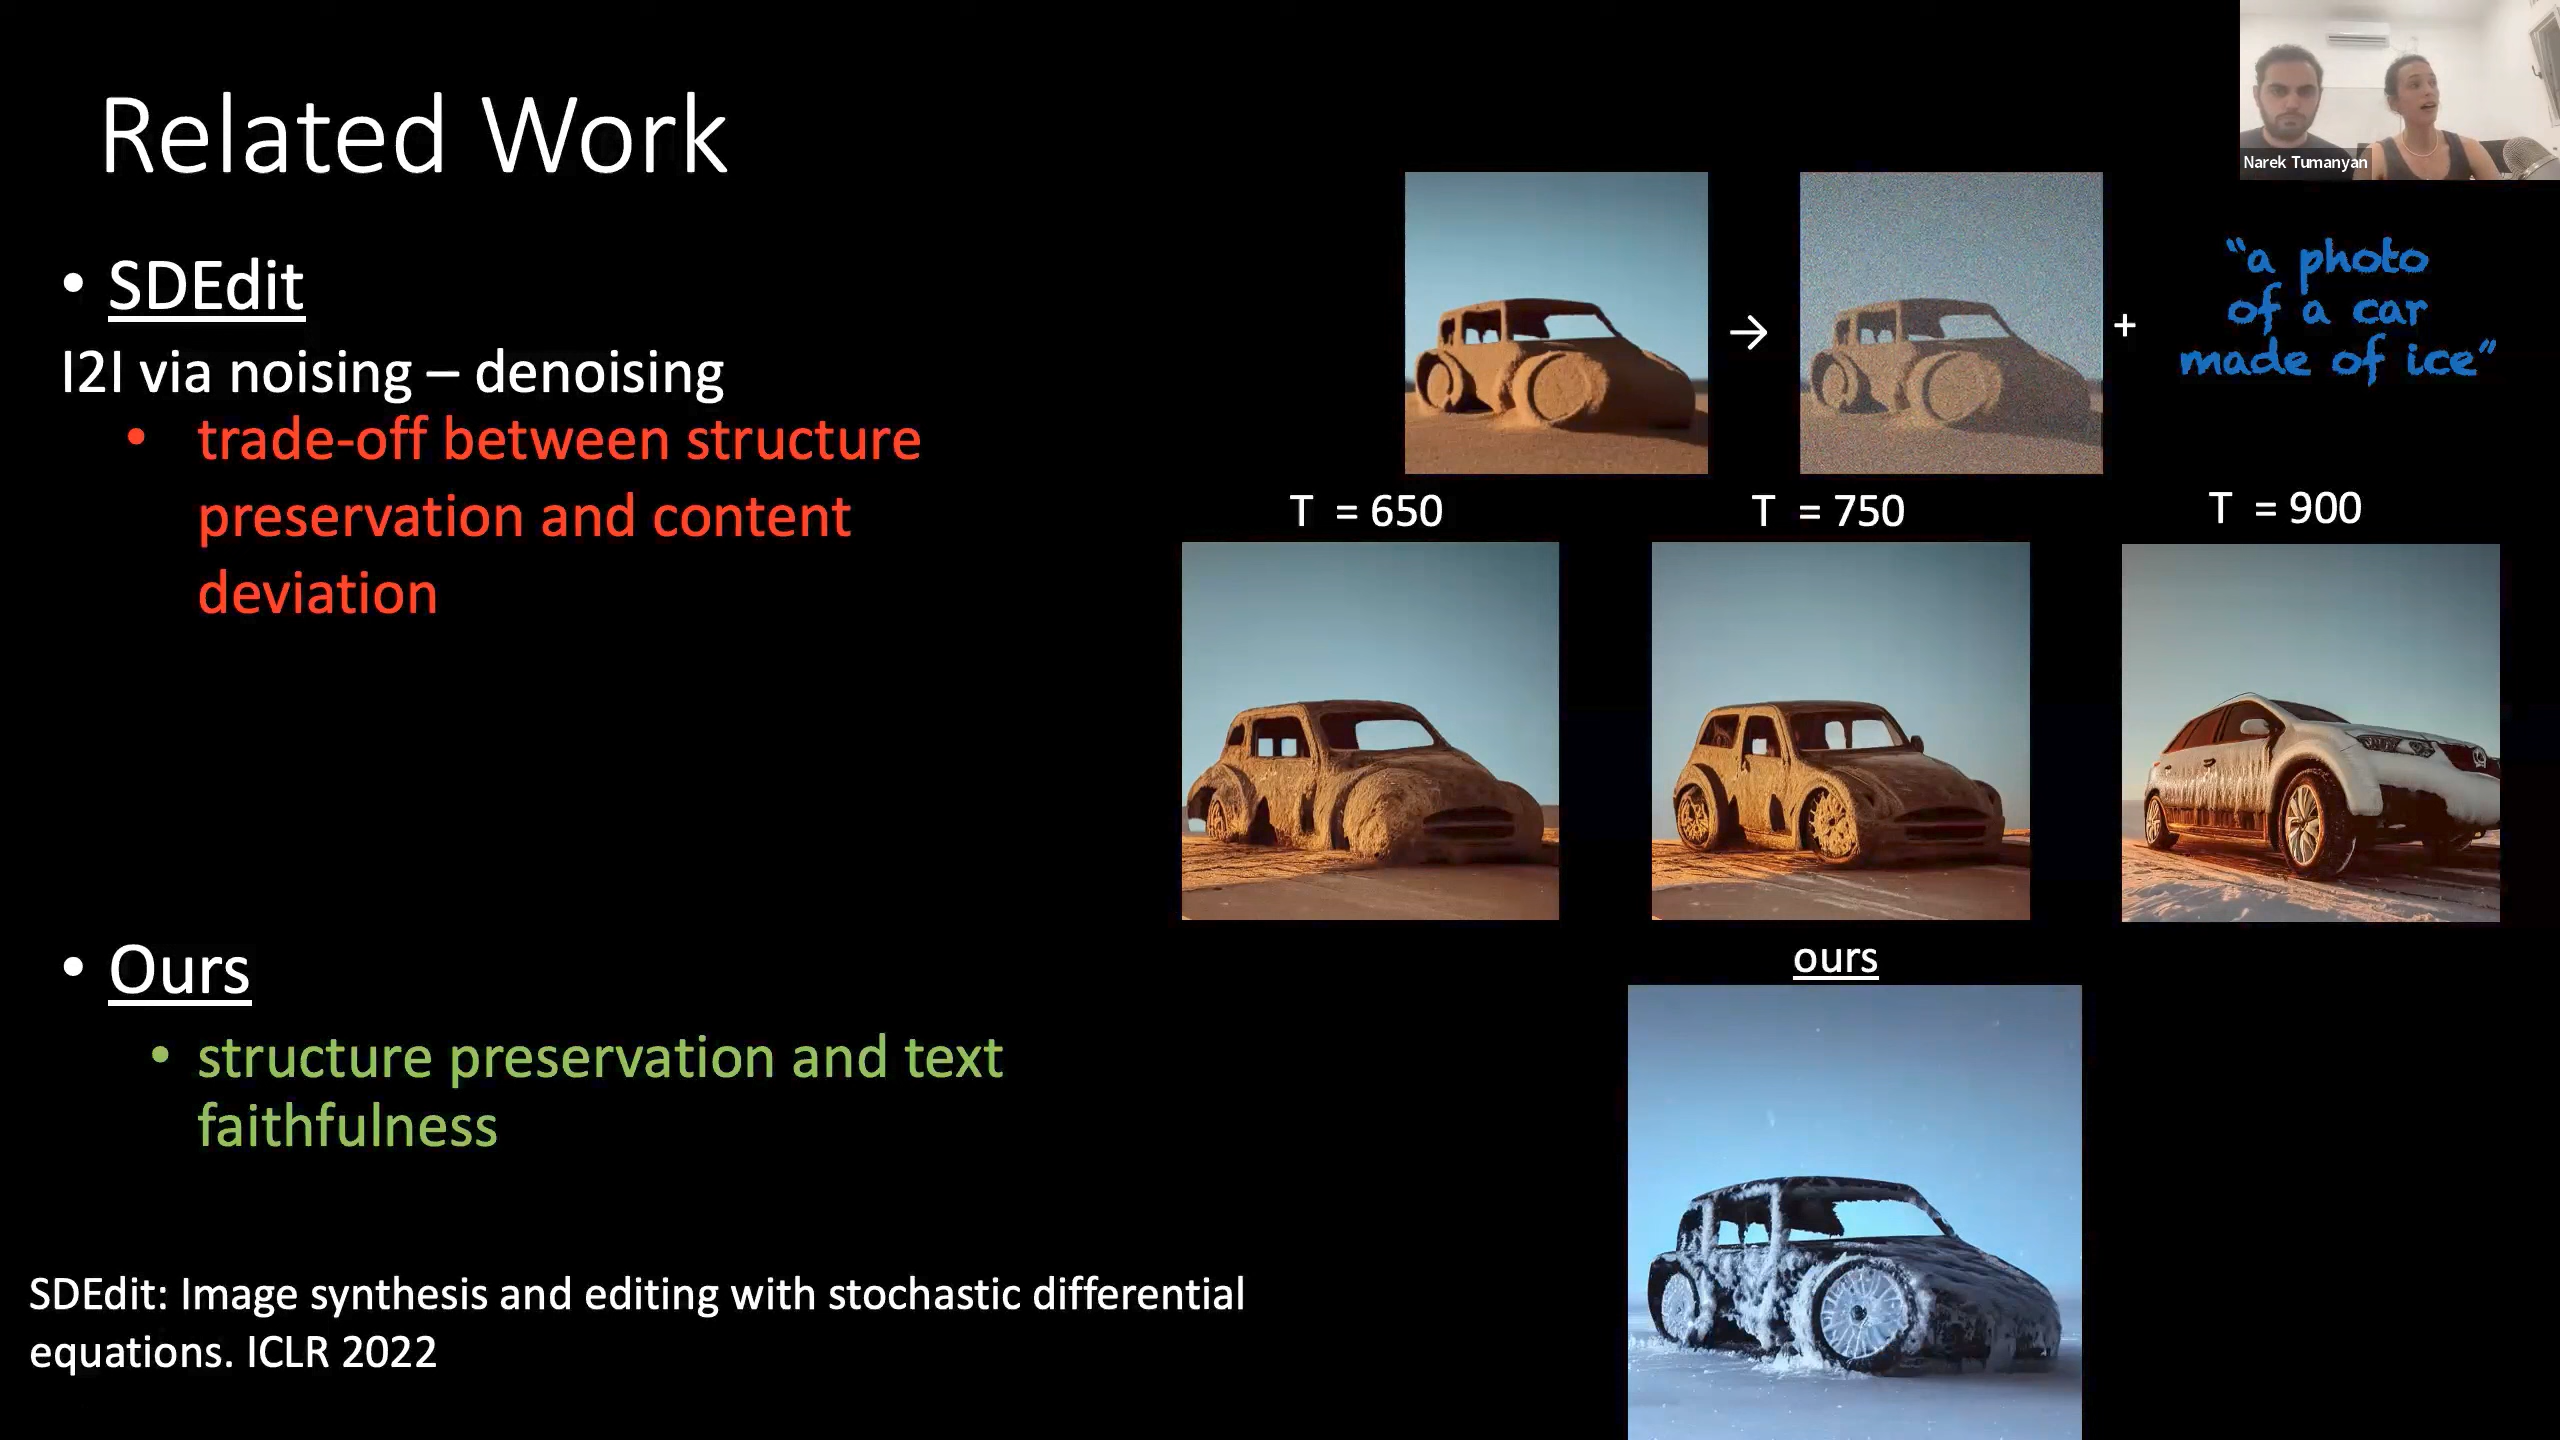 Related Work
Narek Tumanyan
• SDEdit
I2I via noising – denoising
• trade-off between structure
preservation and content
deviation
→
+
“a photo
of a car
made of ice”
T = 650
T = 750
T = 900
ours
• Ours
• structure preservation and text
faithfulness
SDEdit: Image synthesis and editing with stochastic differential
equations. ICLR 2022